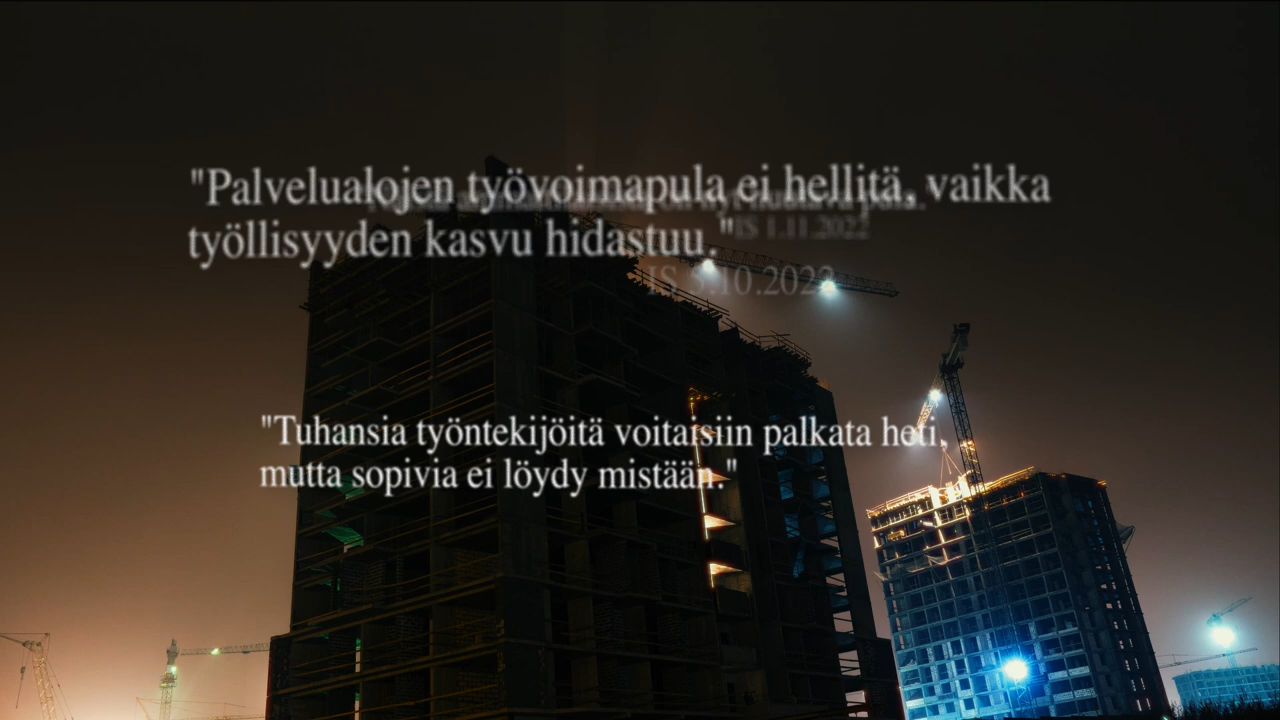 "Palvelualojen työvoimapula ei hellitä, vaikka
työllisyyden kasvu hidastuu."
IS 1.11.2022
IS 5.10.2022
"Tuhansia työntekijöitä voitaisiin palkata heti,
mutta sopivia ei löydy mistään."